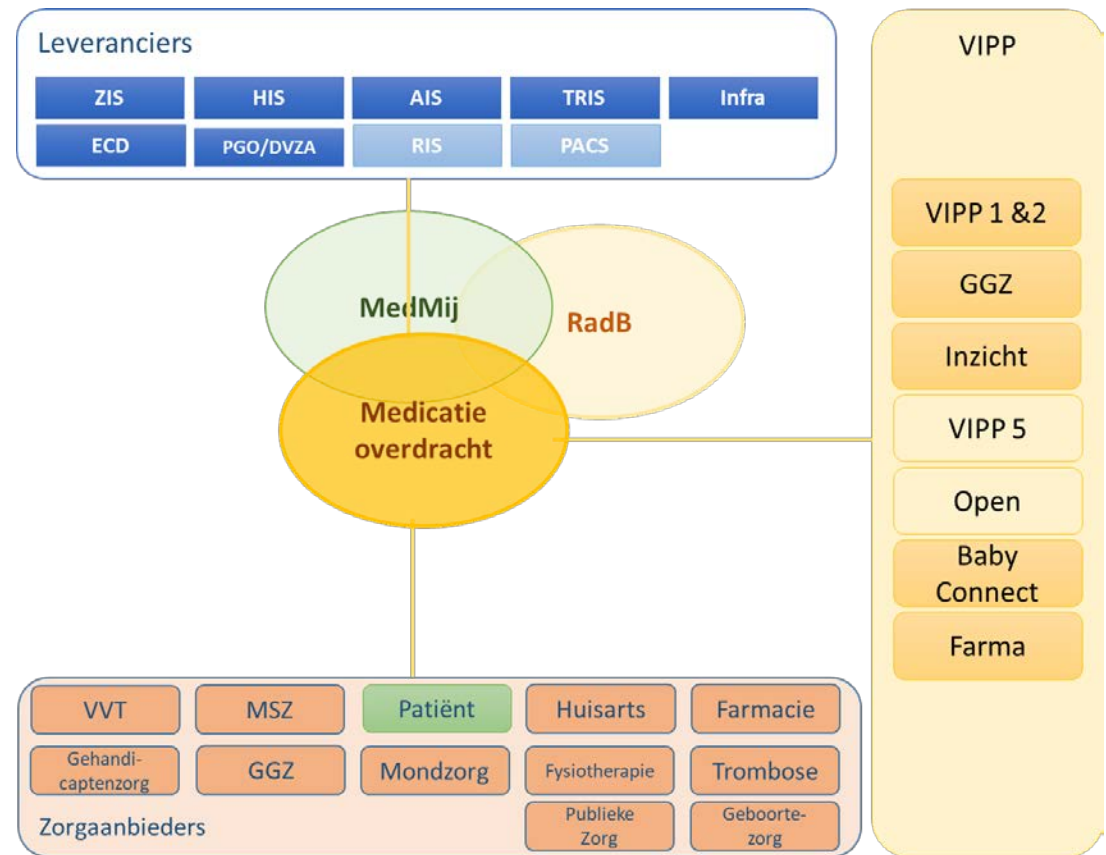 Leveranciers
ZIS
HIS
AIS
TRIS
Infra
ECD
PGO/DVZA
RIS
PACS
MedMij
RadB
Medicatie
overdracht
VIPP
VIPP 1 &2
GGZ
Inzicht
VIPP 5
Open
Baby
Connect
Farma
VVT
MSZ
Patiënt
Huisarts
Farmacie
Gehandi-
captenzorg
GGZ
Mondzorg
Fysiotherapie
Trombose
Publieke
Zorg
Geboorte-
zorg
Zorgaanbieders